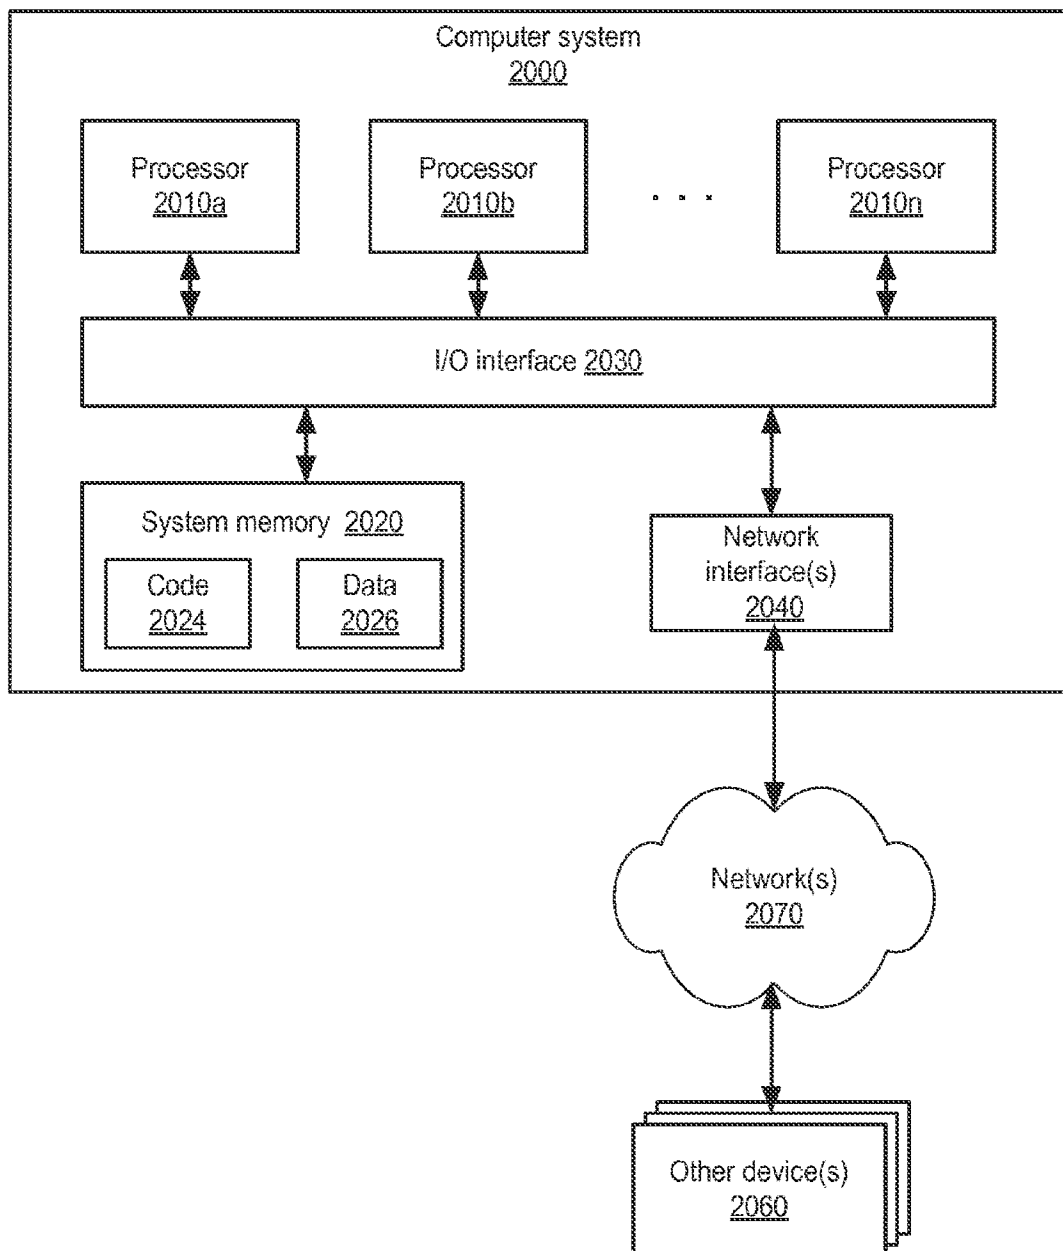 Computer system
2000
Processor
2010a
Processor
2010b
. . .
Processor
2010n
I/O interface 2030
System memory 2020
Code
2024
Data
2026
Network
interface(s)
2040
Network(s)
2070
Other device(s)
2060